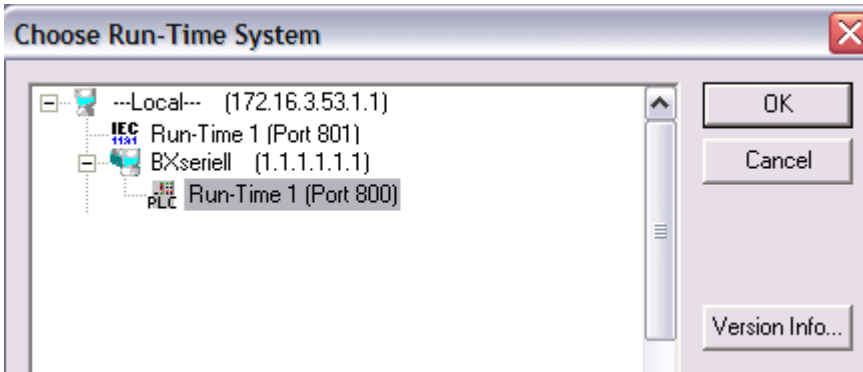 Choose Run-Time System
---Local--- (172.16.3.53.1.1)
IEC
1131
Run-Time 1 (Port 801)
BXseriell (1.1.1.1.1.1)
PLC
Run-Time 1 (Port 800)
OK
Cancel
Version Info...